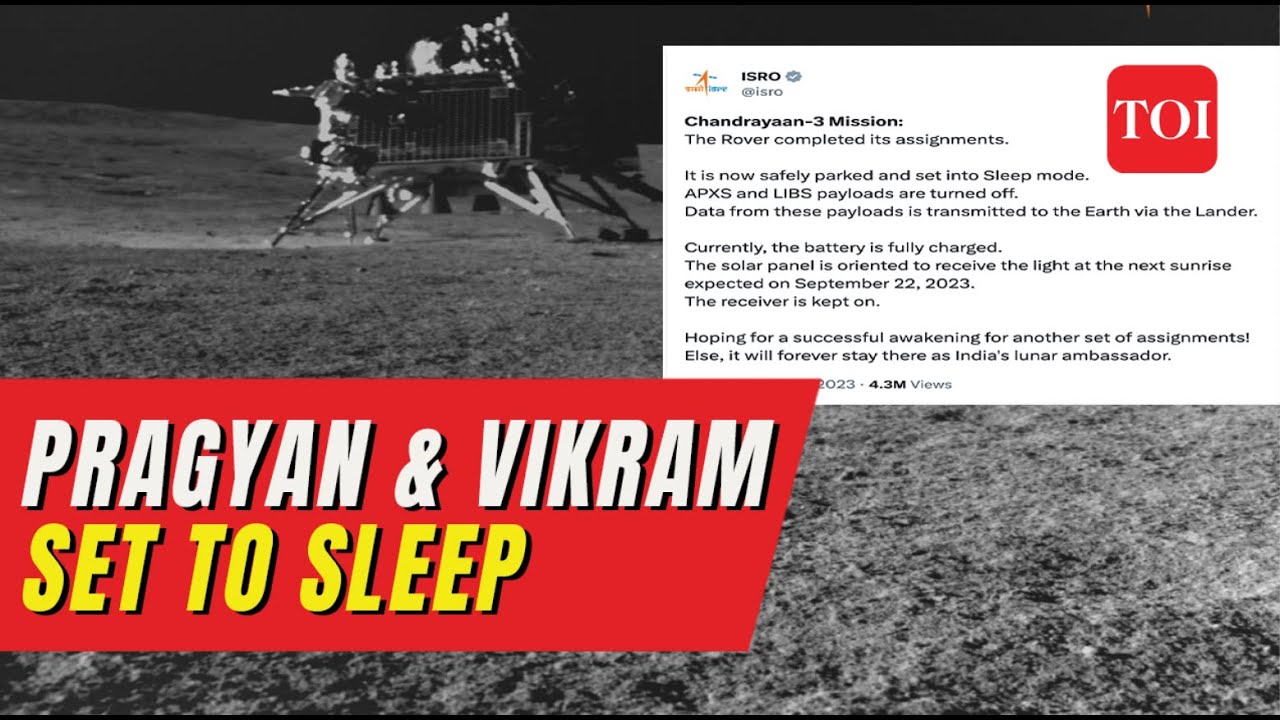 ISRO
@isro
TOI
Chandrayaan-3 Mission:
The Rover completed its assignments.
It is now safely parked and set into Sleep mode.
APXS and LIBS payloads are turned off.
Data from these payloads is transmitted to the Earth via the Lander.
Currently, the battery is fully charged.
The solar panel is oriented to receive the light at the next sunrise
expected on September 22, 2023.
The receiver is kept on.
Hoping for a successful awakening for another set of assignments!
Else, it will forever stay there as India's lunar ambassador.
2023 · 4.3M Views
PRAGYAN & VIKRAM
SET TO SLEEP